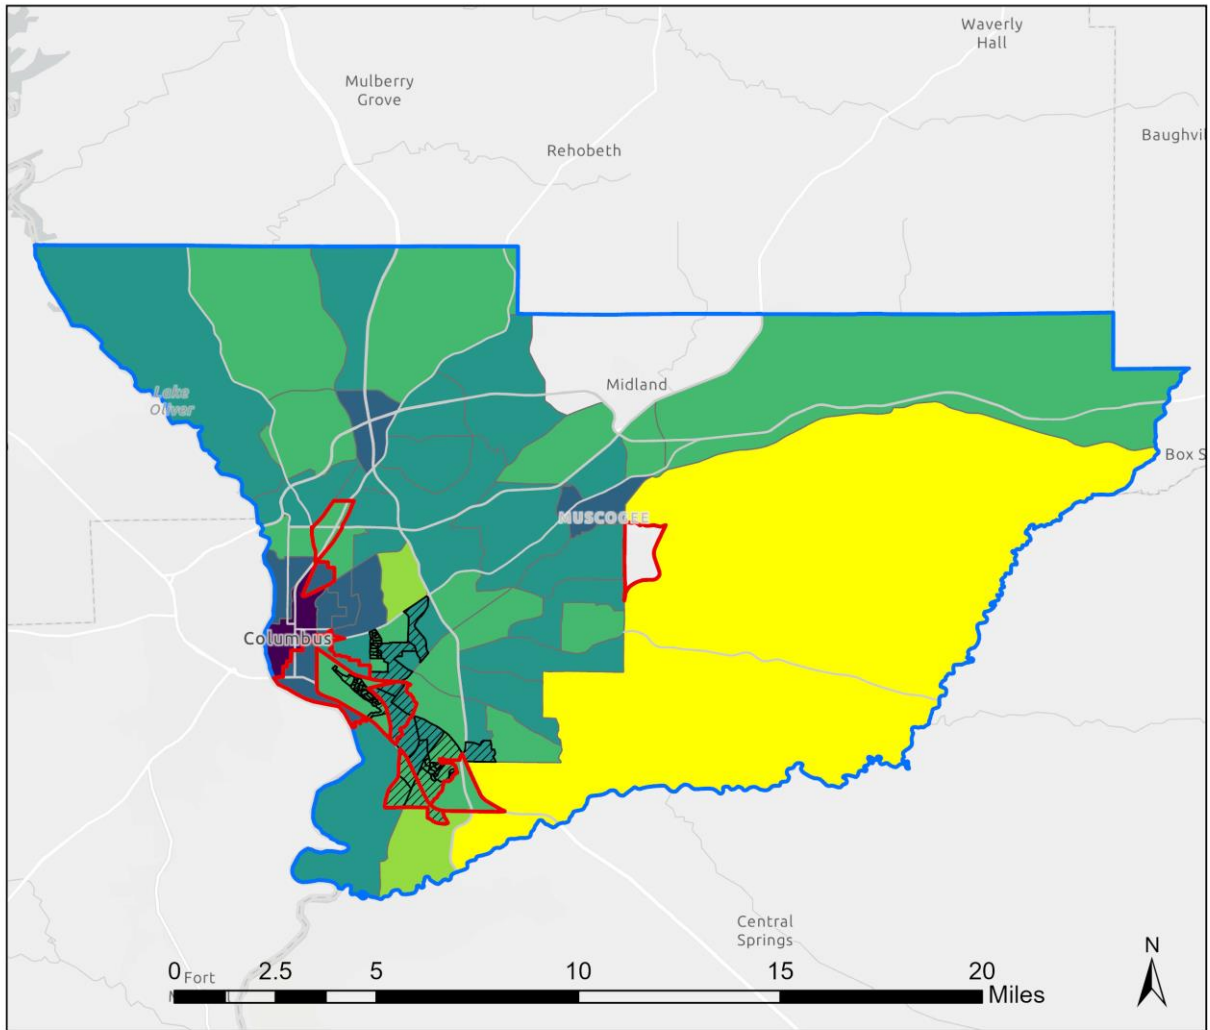 Waverly
Hall
Mulberry
Grove
Baughvil
Rehobeth
Midland
Lake
Oliver
Box S
MUSCOGEE
Columbus
Central
Springs
N
0 2.5 5 10 15 20
Fort
Miles